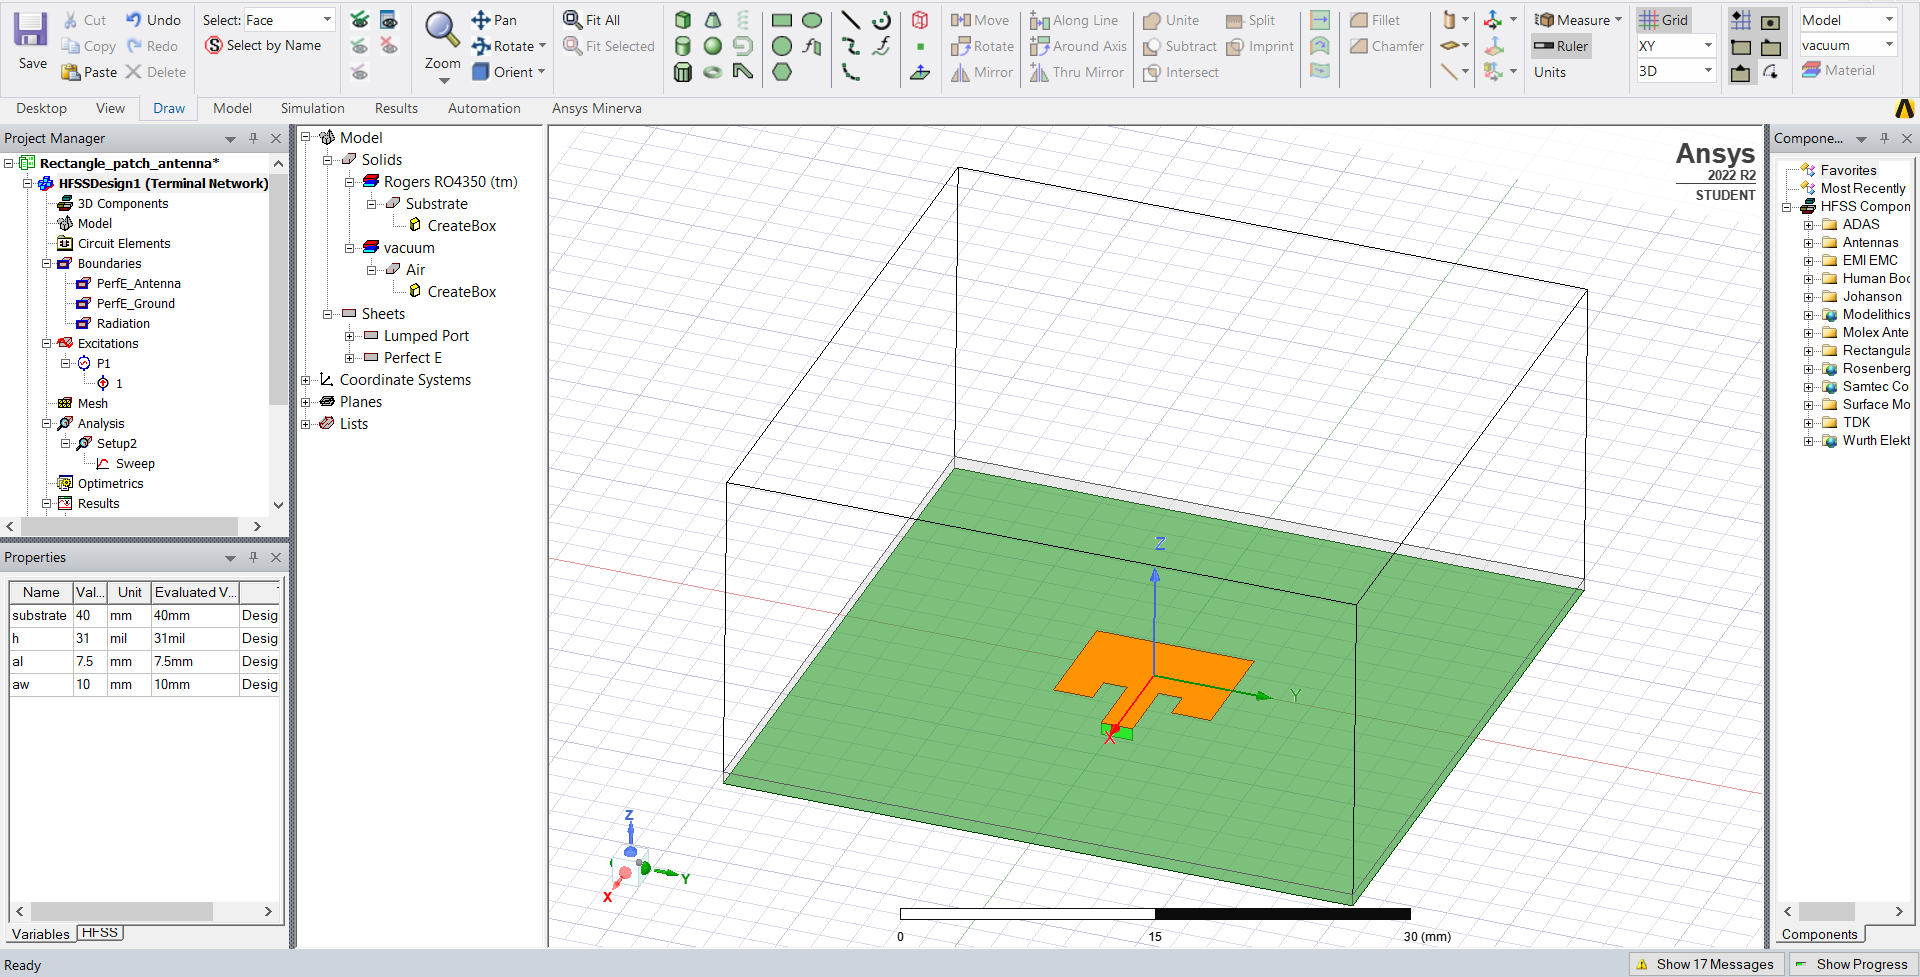 Cut Undo Select: Face Pan Fit All Move Along Line Unite Split Fillet Measure Grid Model
Copy Redo Select by Name Rotate Fit Selected Rotate Around Axis Subtract Imprint Chamfer Ruler XY vacuum
Save Paste Delete Zoom Orient Mirror Thru Mirror Intersect Units 3D Material
Desktop View Draw Model Simulation Results Automation Ansys Minerva
Project Manager
Rectangle_patch_antenna*
HFSSDesign1 (Terminal Network)
3D Components
Model
Circuit Elements
Boundaries
PerfE_Antenna
PerfE_Ground
Radiation
Excitations
P1
1
Mesh
Analysis
Setup2
Sweep
Optimetrics
Results
Properties
Name Val... Unit Evaluated V... T
substrate 40 mm 40mm Desig
h 31 mil 31mil Desig
al 7.5 mm 7.5mm Desig
aw 10 mm 10mm Desig
Variables HFSS
Model
Solids
Rogers RO4350 (tm)
Substrate
CreateBox
vacuum
Air
CreateBox
Sheets
Lumped Port
Perfect E
Coordinate Systems
Planes
Lists
Ansys
2022 R2
STUDENT
Z
Y
X
Z
Y
X
0 15 30 (mm)
Compone...
Favorites
Most Recently
HFSS Compon
ADAS
Antennas
EMI EMC
Human Boc
Johanson
Modelithics
Molex Ante
Rectangula
Rosenberg
Samtec Co
Surface Mo
TDK
Wurth Elekt
Components
Ready Show 17 Messages Show Progress